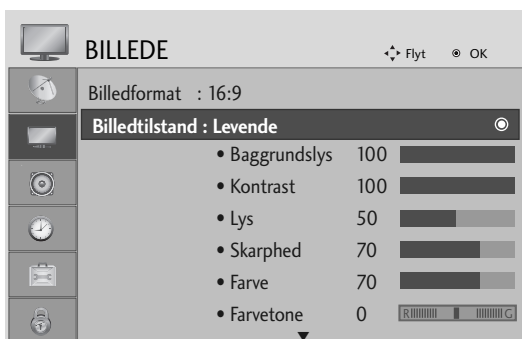 BILLEDE Flyt OK
Billedformat : 16:9
Billedtilstand : Levende
• Baggrundslys 100
• Kontrast 100
• Lys 50
• Skarphed 70
• Farve 70
• Farvetone 0 R G